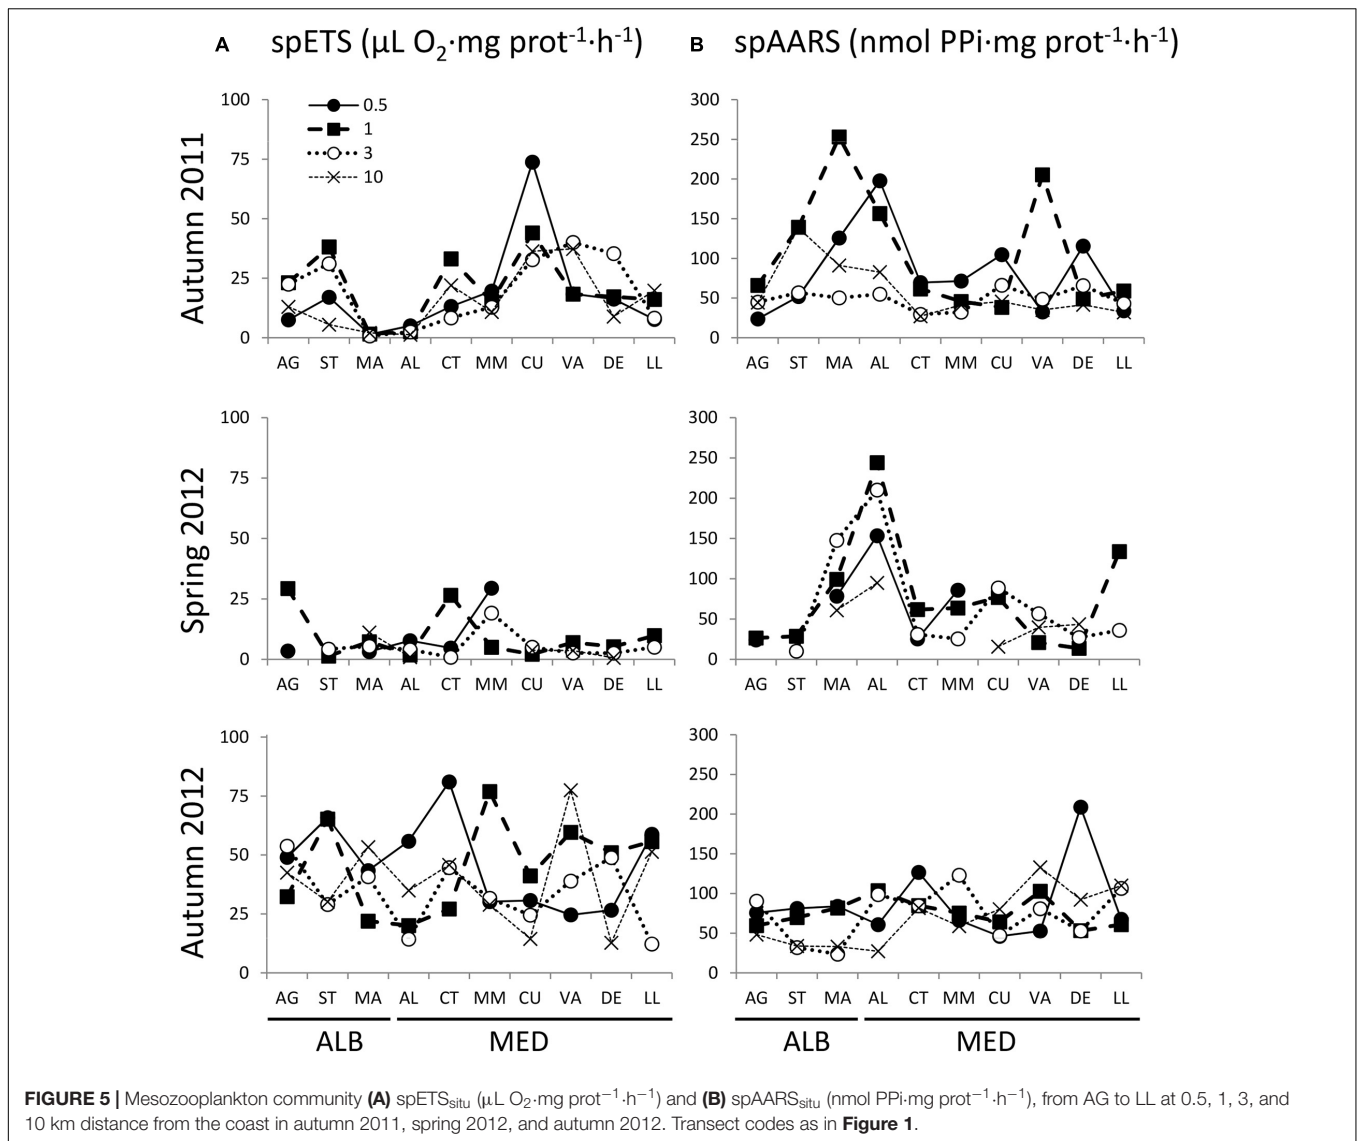 A spETS (µL O2·mg prot-1·h-1)
B spAARS (nmol PPi·mg prot-1·h-1)
Autumn 2011
100
75
50
25
0
0.5
1
3
10
AG ST MA AL CT MM CU VA DE LL
300
250
200
150
100
50
0
AG ST MA AL CT MM CU VA DE LL
Spring 2012
100
75
50
25
0
AG ST MA AL CT MM CU VA DE LL
300
250
200
150
100
50
0
AG ST MA AL CT MM CU VA DE LL
Autumn 2012
100
75
50
25
0
AG ST MA AL CT MM CU VA DE LL
ALB MED
300
250
200
150
100
50
0
AG ST MA AL CT MM CU VA DE LL
ALB MED
FIGURE 5 | Mesozooplankton community (A) spETSsitu (µL O2·mg prot−1·h−1) and (B) spAARSsitu (nmol PPi·mg prot−1·h−1), from AG to LL at 0.5, 1, 3, and
10 km distance from the coast in autumn 2011, spring 2012, and autumn 2012. Transect codes as in Figure 1.